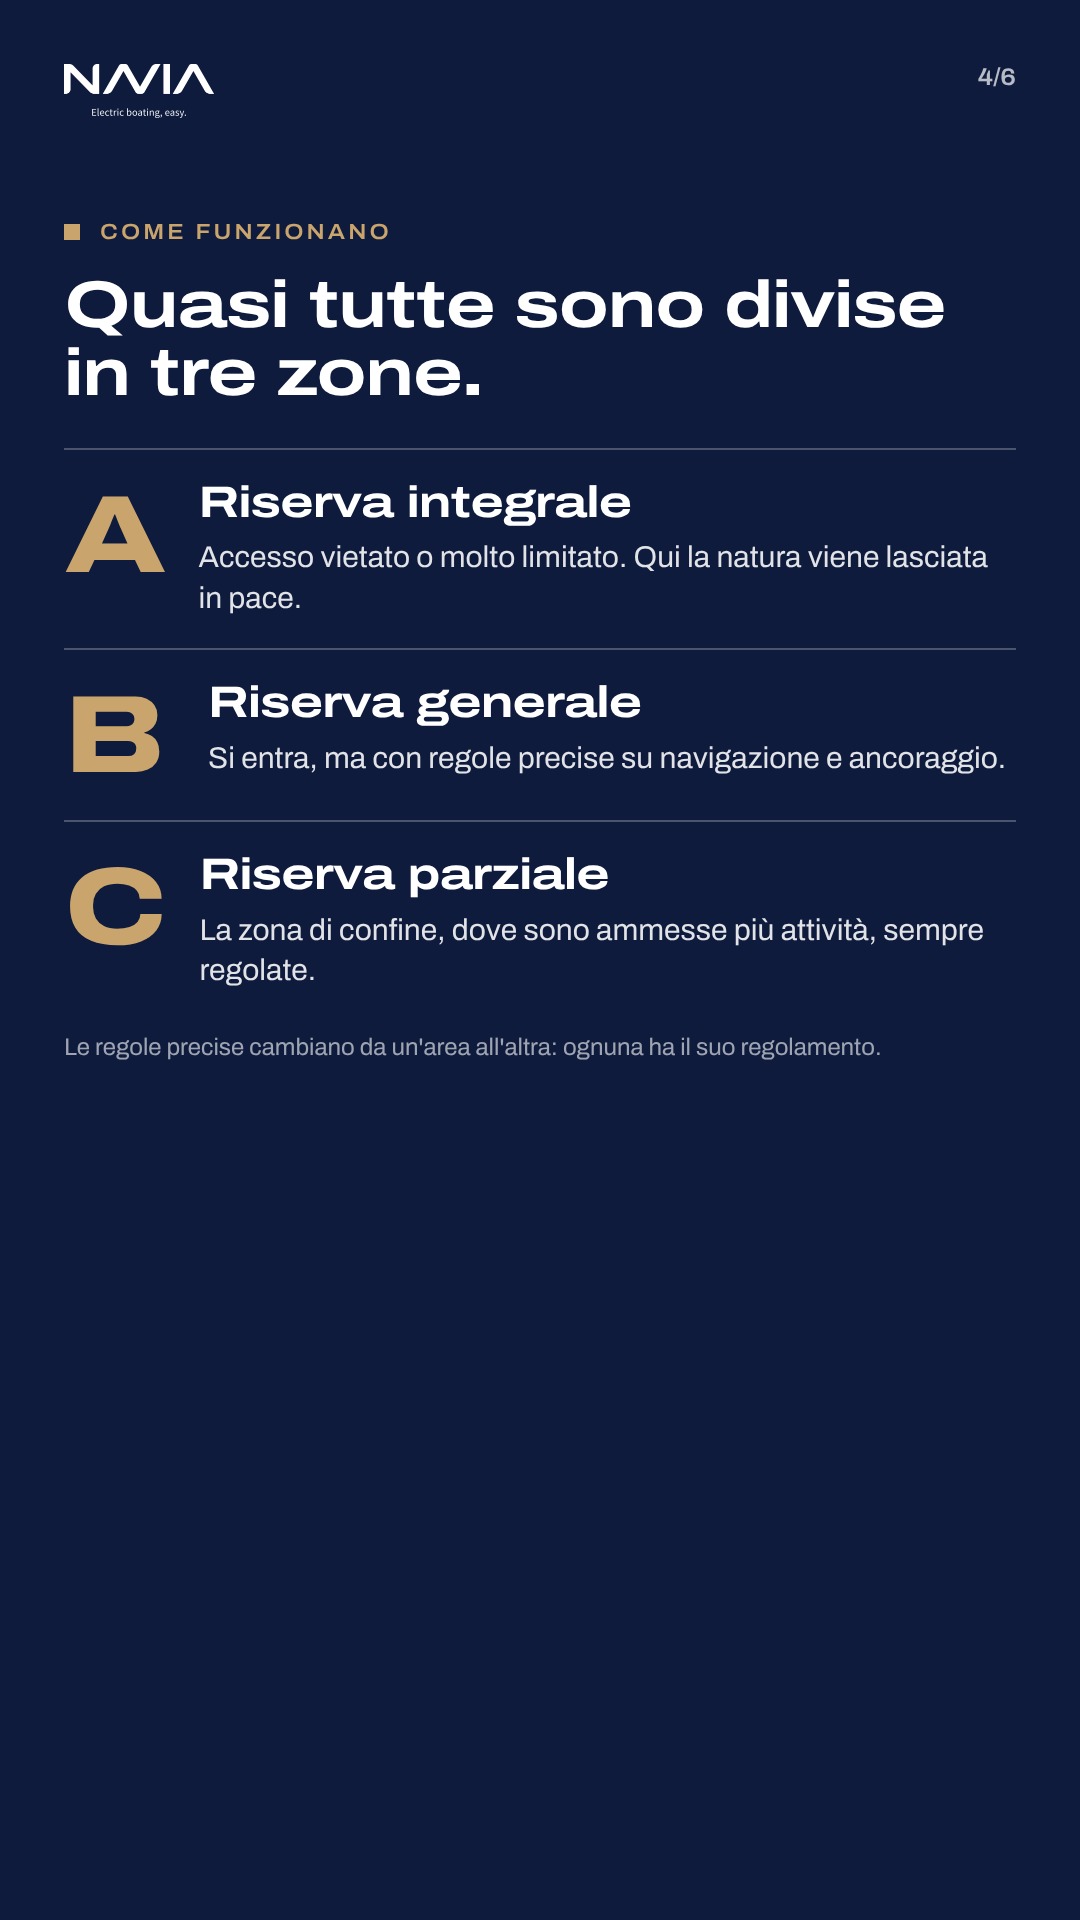 NAVIA
Electric boating, easy.
4/6
COME FUNZIONANO
Quasi tutte sono divise
in tre zone.
A
Riserva integrale
Accesso vietato o molto limitato. Qui la natura viene lasciata
in pace.
B
Riserva generale
Si entra, ma con regole precise su navigazione e ancoraggio.
C
Riserva parziale
La zona di confine, dove sono ammesse più attività, sempre
regolate.
Le regole precise cambiano da un'area all'altra: ognuna ha il suo regolamento.